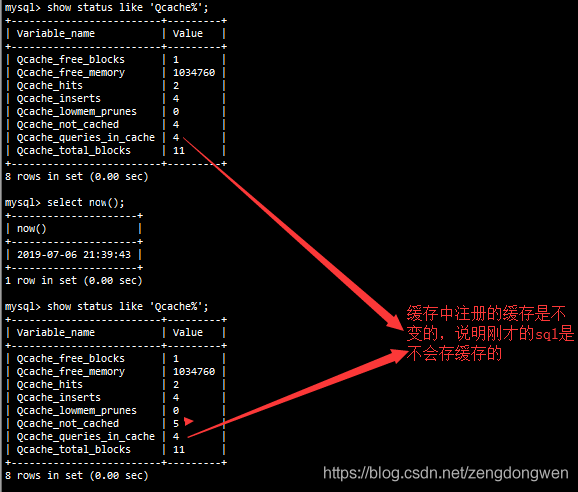 mysql> show status like 'Qcache%';
+-------------------------+---------+
| Variable_name           | Value   |
+-------------------------+---------+
| Qcache_free_blocks      | 1       |
| Qcache_free_memory      | 1034760 |
| Qcache_hits             | 2       |
| Qcache_inserts          | 4       |
| Qcache_lowmem_prunes    | 0       |
| Qcache_not_cached       | 4       |
| Qcache_queries_in_cache | 4       |
| Qcache_total_blocks     | 11      |
+-------------------------+---------+
8 rows in set (0.00 sec)
mysql> select now();
+---------------------+
| now()               |
+---------------------+
| 2019-07-06 21:39:43 |
+---------------------+
1 row in set (0.00 sec)
mysql> show status like 'Qcache%';
+-------------------------+---------+
| Variable_name           | Value   |
+-------------------------+---------+
| Qcache_free_blocks      | 1       |
| Qcache_free_memory      | 1034760 |
| Qcache_hits             | 2       |
| Qcache_inserts          | 4       |
| Qcache_lowmem_prunes    | 0       |
| Qcache_not_cached       | 5       |
| Qcache_queries_in_cache | 4       |
| Qcache_total_blocks     | 11      |
+-------------------------+---------+
8 rows in set (0.00 sec)
缓存中注册的缓存是不
变的，说明刚才的sql是
不会存缓存的
https://blog.csdn.net/zengdongwen